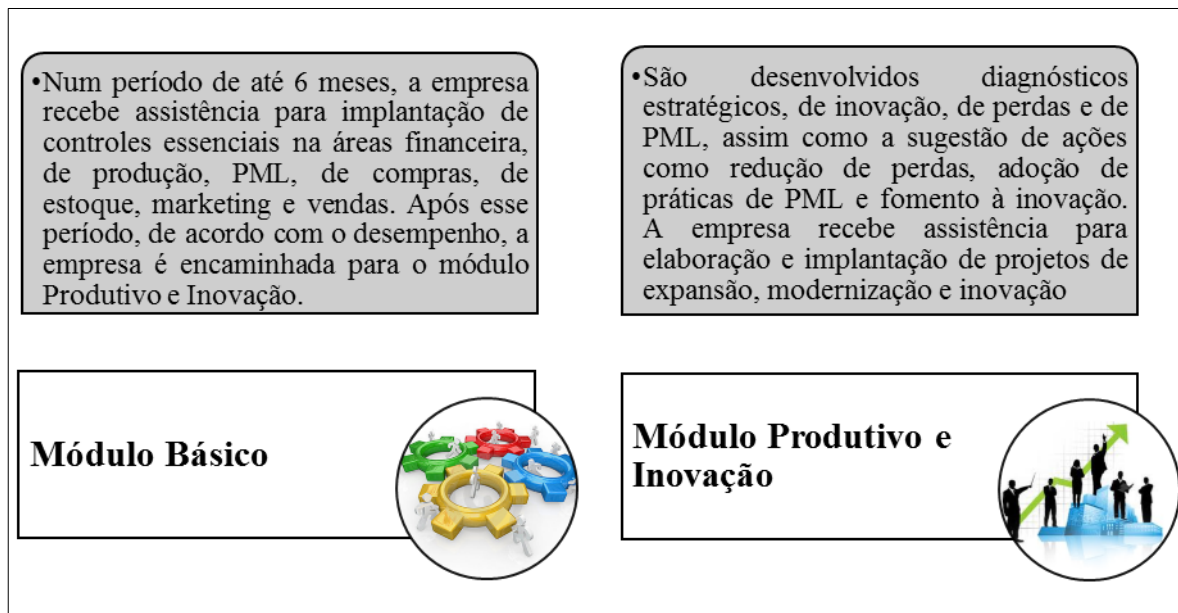 •Num período de até 6 meses, a empresa
recebe assistência para implantação de
controles essenciais na áreas financeira,
de produção, PML, de compras, de
estoque, marketing e vendas. Após esse
período, de acordo com o desempenho, a
empresa é encaminhada para o módulo
Produtivo e Inovação.
Módulo Básico
•São desenvolvidos diagnósticos
estratégicos, de inovação, de perdas e de
PML, assim como a sugestão de ações
como redução de perdas, adoção de
práticas de PML e fomento à inovação.
A empresa recebe assistência para
elaboração e implantação de projetos de
expansão, modernização e inovação
Módulo Produtivo e
Inovação